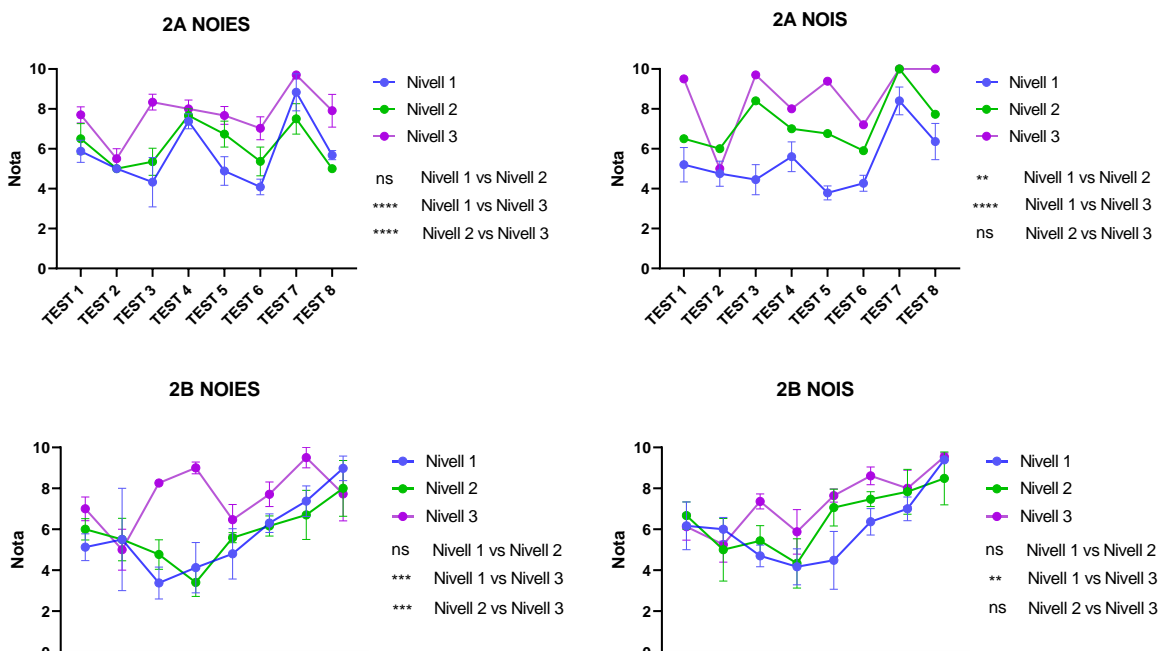 2A NOIES
Nota
10
8
6
4
2
0
TEST 1
TEST 2
TEST 3
TEST 4
TEST 5
TEST 6
TEST 7
TEST 8
Nivell 1
Nivell 2
Nivell 3
ns Nivell 1 vs Nivell 2
**** Nivell 1 vs Nivell 3
**** Nivell 2 vs Nivell 3
2A NOIS
Nota
10
8
6
4
2
0
TEST 1
TEST 2
TEST 3
TEST 4
TEST 5
TEST 6
TEST 7
TEST 8
Nivell 1
Nivell 2
Nivell 3
** Nivell 1 vs Nivell 2
**** Nivell 1 vs Nivell 3
ns Nivell 2 vs Nivell 3
2B NOIES
Nota
10
8
6
4
2
Nivell 1
Nivell 2
Nivell 3
ns Nivell 1 vs Nivell 2
*** Nivell 1 vs Nivell 3
*** Nivell 2 vs Nivell 3
2B NOIS
Nota
10
8
6
4
2
Nivell 1
Nivell 2
Nivell 3
ns Nivell 1 vs Nivell 2
** Nivell 1 vs Nivell 3
ns Nivell 2 vs Nivell 3